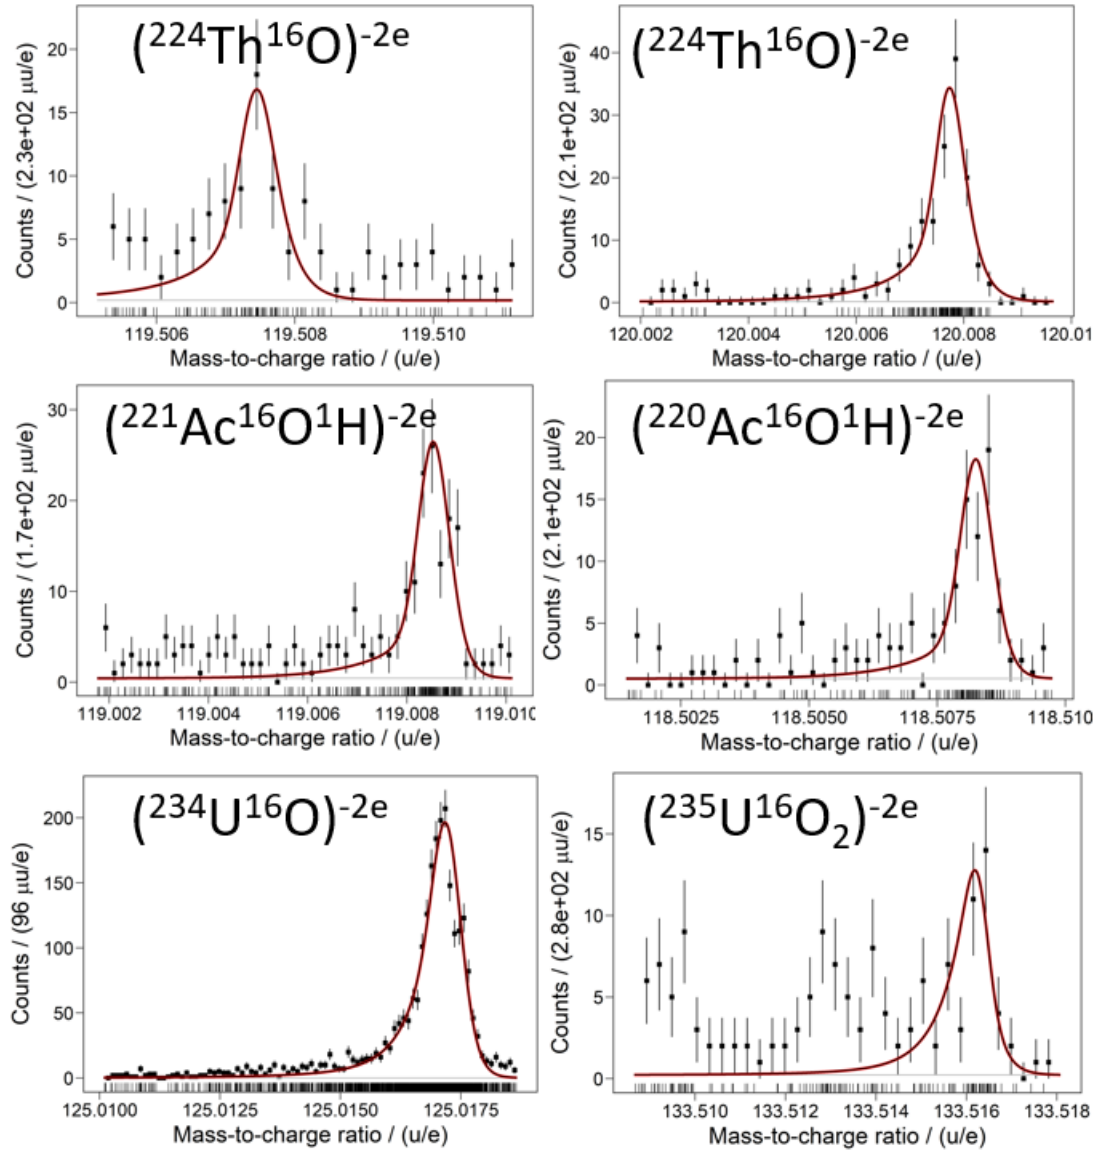 (²²⁴Th¹⁶O)⁻²ᵉ
Counts / (2.3e+02 μu/e)
20
15
10
5
0
119.506 119.508 119.510
Mass-to-charge ratio / (u/e)
(²²⁴Th¹⁶O)⁻²ᵉ
Counts / (2.1e+02 μu/e)
40
30
20
10
0
120.002 120.004 120.006 120.008 120.01
Mass-to-charge ratio / (u/e)
(²²¹Ac¹⁶O¹H)⁻²ᵉ
Counts / (1.7e+02 μu/e)
30
20
10
0
119.002 119.004 119.006 119.008 119.010
Mass-to-charge ratio / (u/e)
(²²⁰Ac¹⁶O¹H)⁻²ᵉ
Counts / (2.1e+02 μu/e)
20
15
10
5
0
118.5025 118.5050 118.5075 118.510
Mass-to-charge ratio / (u/e)
(²³⁴U¹⁶O)⁻²ᵉ
Counts / (96 μu/e)
200
150
100
50
0
125.0100 125.0125 125.0150 125.0175
Mass-to-charge ratio / (u/e)
(²³⁵U¹⁶O₂)⁻²ᵉ
Counts / (2.8e+02 μu/e)
15
10
5
0
133.510 133.512 133.514 133.516 133.518
Mass-to-charge ratio / (u/e)